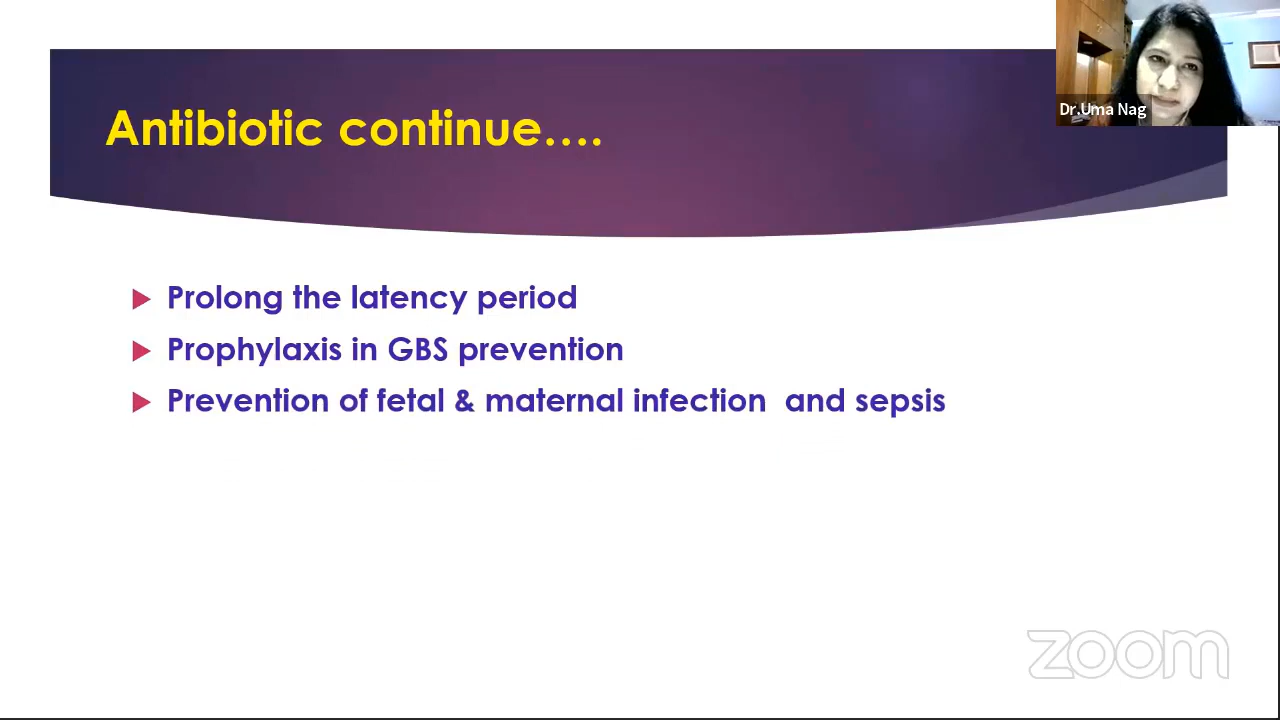 Antibiotic continue….
Dr.Uma Nag
Prolong the latency period
Prophylaxis in GBS prevention
Prevention of fetal & maternal infection  and sepsis
zoom